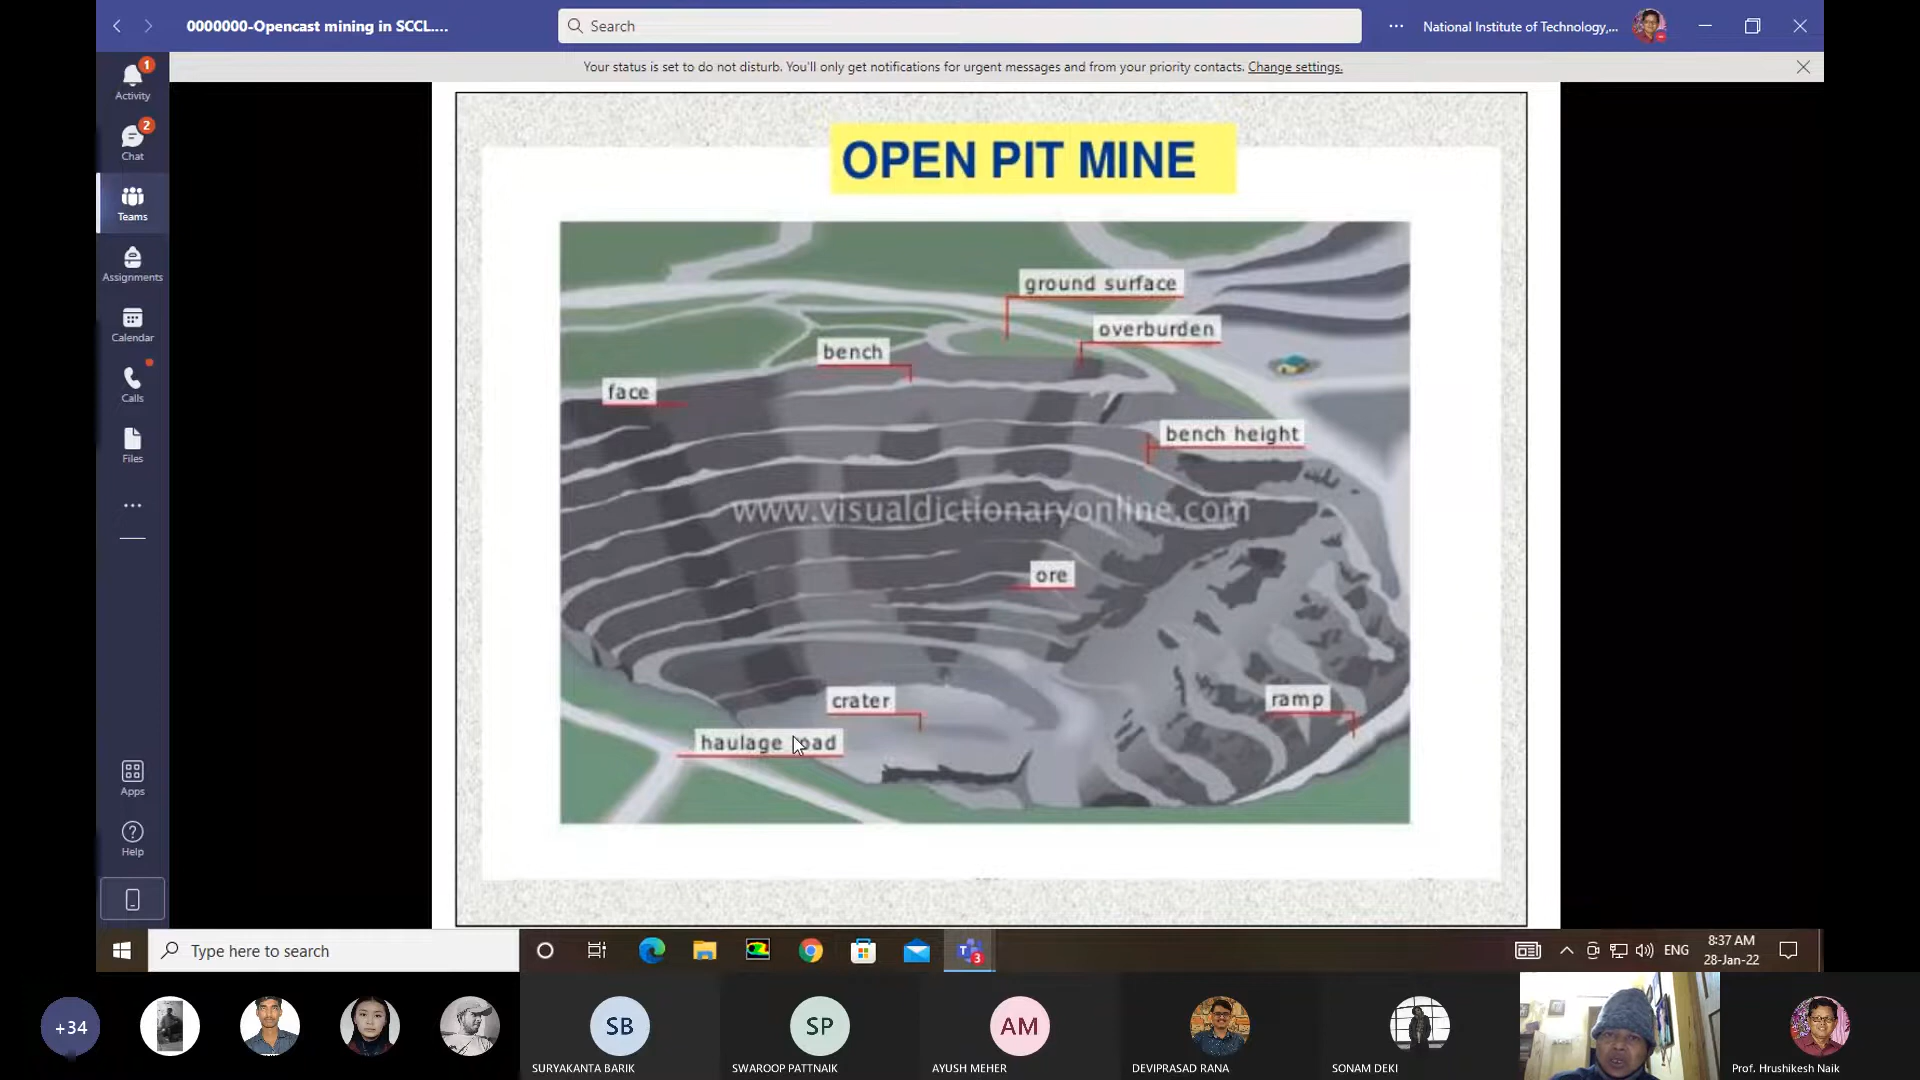 0000000-Opencast mining in SCCL....
Search
National Institute of Technology,...
Your status is set to do not disturb. You'll only get notifications for urgent messages and from your priority contacts. Change settings.
1
Activity
2
Chat
Teams
Assignments
Calendar
Calls
Files
Apps
Help
OPEN PIT MINE
ground surface
overburden
bench
face
bench height
www.visualdictionaryonline.com
ore
crater
ramp
haulage road
Type here to search
3
ENG
8:37 AM
28-Jan-22
+34
SB
SP
AM
SURYAKANTA BARIK
SWAROOP PATTNAIK
AYUSH MEHER
DEVIPRASAD RANA
SONAM DEKI
Prof. Hrushikesh Naik